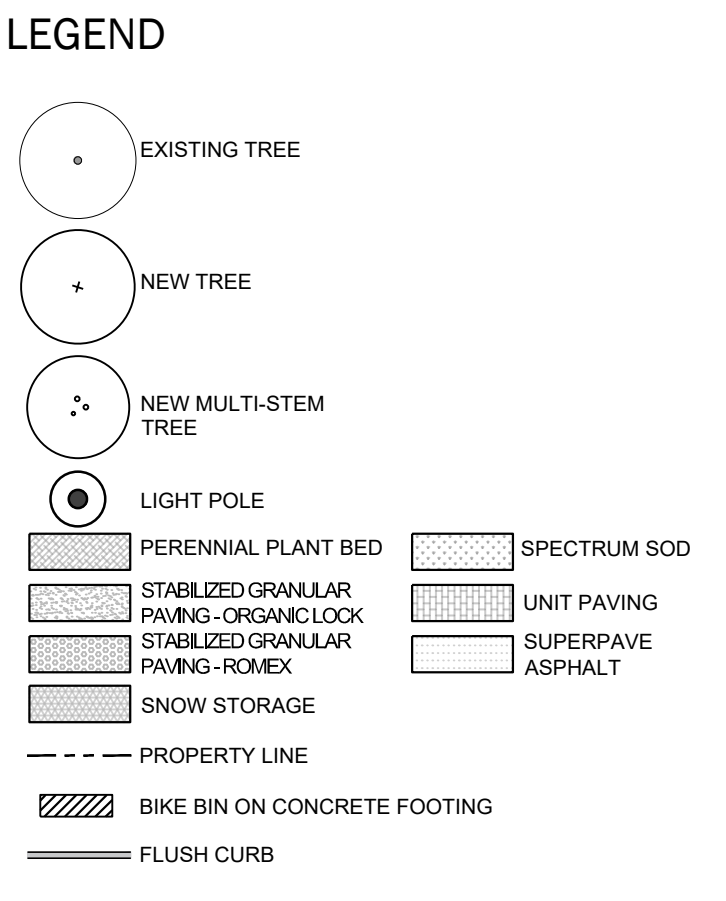 LEGEND
EXISTING TREE
NEW TREE
NEW MULTI-STEM
TREE
LIGHT POLE
PERENNIAL PLANT BED
STABILIZED GRANULAR
PAVING - ORGANIC LOCK
STABILIZED GRANULAR
PAVING - ROMEX
SNOW STORAGE
PROPERTY LINE
BIKE BIN ON CONCRETE FOOTING
FLUSH CURB
SPECTRUM SOD
UNIT PAVING
SUPERPAVE
ASPHALT